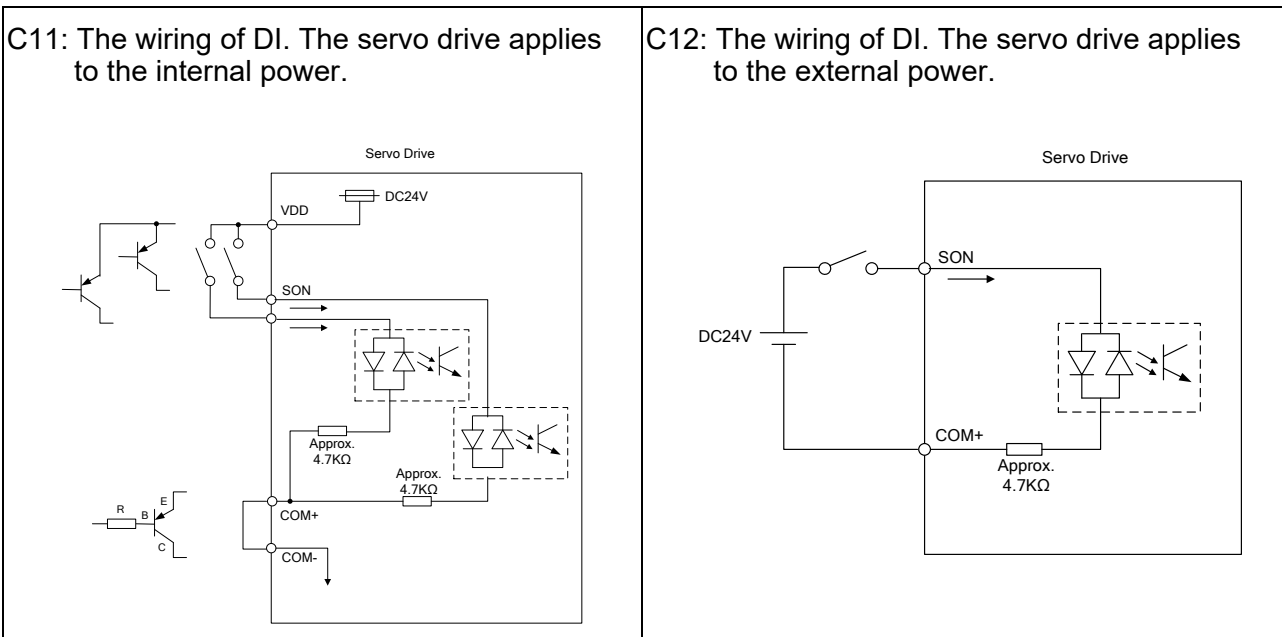 C11: The wiring of DI. The servo drive applies
to the internal power.
Servo Drive
VDD
DC24V
SON
Approx.
4.7KΩ
Approx.
4.7KΩ
COM+
COM-
R
B
E
C
C12: The wiring of DI. The servo drive applies
to the external power.
Servo Drive
SON
DC24V
COM+
Approx.
4.7KΩ